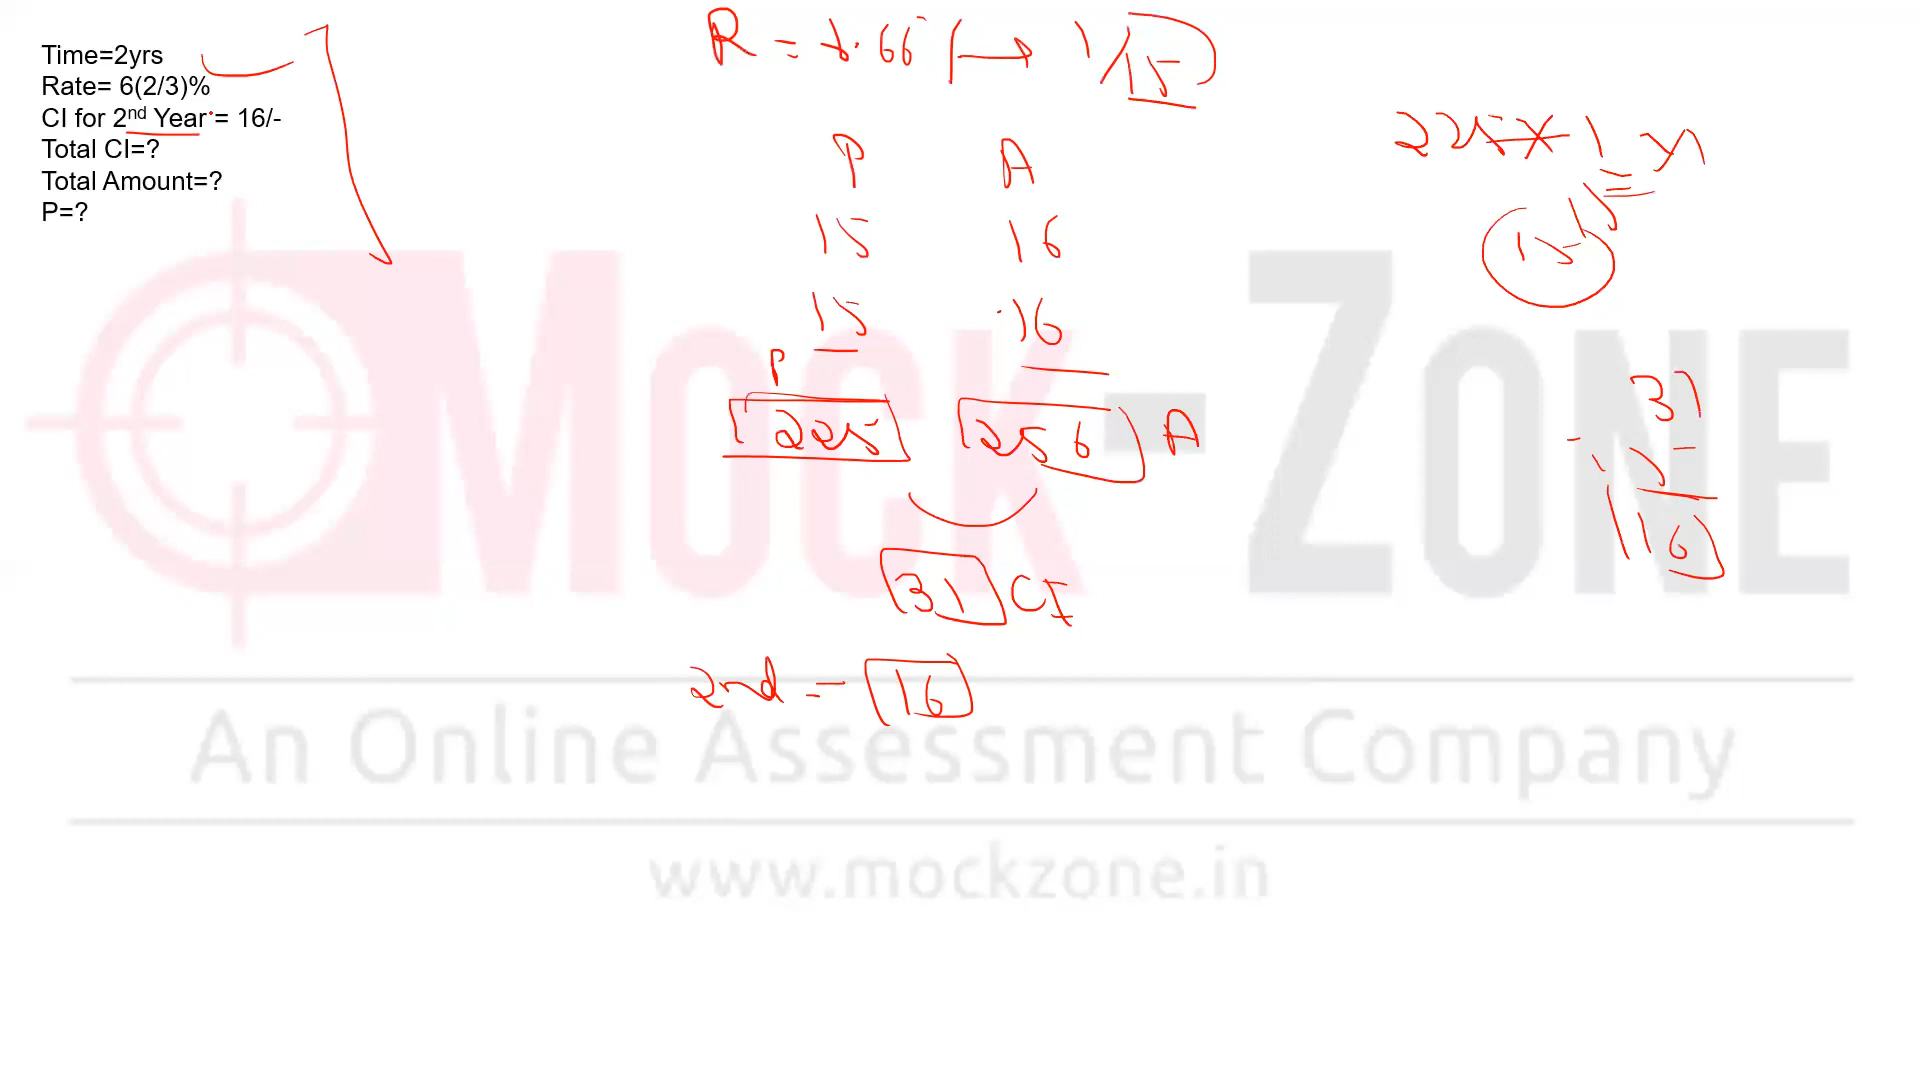 Time=2yrs
Rate= 6(2/3)%
CI for 2nd Year = 16/-
Total CI=?
Total Amount=?
P=?
R = 6.66 → 1/15
P A
15 16
15 16
P
225 256 A
31 CI
2nd = 16
225 × 1
15
15
31
- 15
16
MOCK-ZONE
An Online Assessment Company
www.mockzone.in